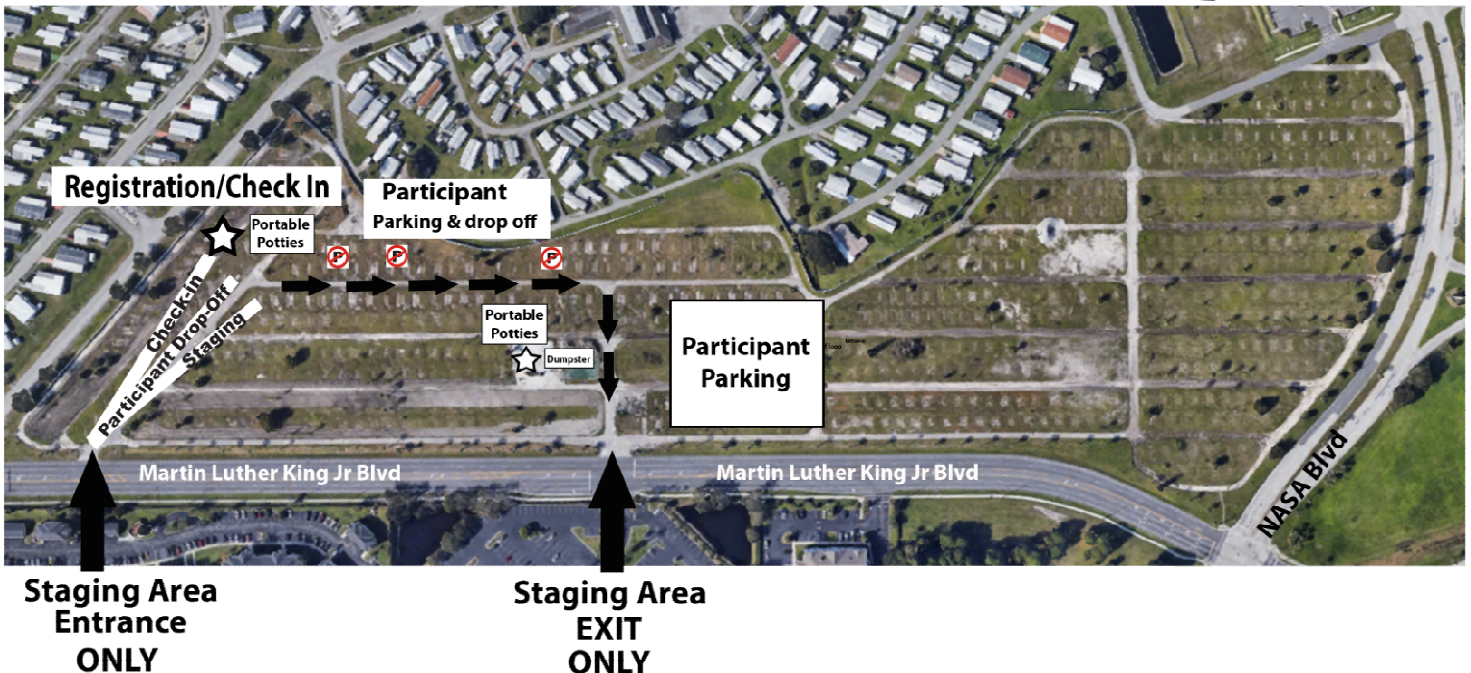 Registration/Check In
Participant
Parking & drop off
Portable
Potties
P
P
P
Check-in
Participant Drop-Off
Staging
Portable
Potties
Dumpster
Participant
Parking
Martin Luther King Jr Blvd
Martin Luther King Jr Blvd
NASA Blvd
Staging Area
Entrance
ONLY
Staging Area
EXIT
ONLY